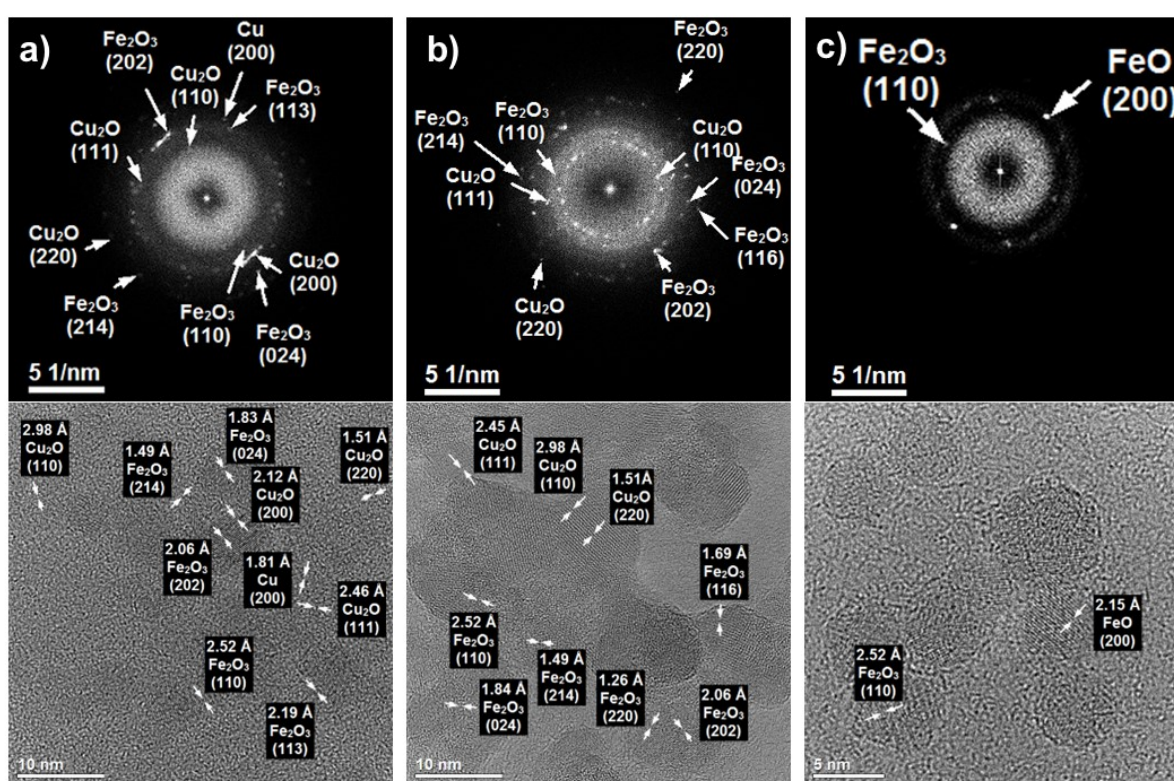 a)
Fe₂O₃
(202)
Cu
(200)
Cu₂O
(110)
Fe₂O₃
(113)
Cu₂O
(111)
Cu₂O
(220)
Fe₂O₃
(214)
Fe₂O₃
(110)
Cu₂O
(200)
Fe₂O₃
(024)
5 1/nm
b)
Fe₂O₃
(220)
Fe₂O₃
(214)
Fe₂O₃
(110)
Cu₂O
(110)
Cu₂O
(111)
Fe₂O₃
(024)
Fe₂O₃
(116)
Cu₂O
(220)
Fe₂O₃
(202)
5 1/nm
c)
Fe₂O₃
(110)
FeO
(200)
5 1/nm
2.98 Å
Cu₂O
(110)
1.49 Å
Fe₂O₃
(214)
1.83 Å
Fe₂O₃
(024)
2.12 Å
Cu₂O
(200)
1.51 Å
Cu₂O
(220)
2.06 Å
Fe₂O₃
(202)
1.81 Å
Cu
(200)
2.46 Å
Cu₂O
(111)
2.52 Å
Fe₂O₃
(110)
2.19 Å
Fe₂O₃
(113)
10 nm
2.45 Å
Cu₂O
(111)
2.98 Å
Cu₂O
(110)
1.51Å
Cu₂O
(220)
1.69 Å
Fe₂O₃
(116)
2.52 Å
Fe₂O₃
(110)
1.49 Å
Fe₂O₃
(214)
1.84 Å
Fe₂O₃
(024)
1.26 Å
Fe₂O₃
(220)
2.06 Å
Fe₂O₃
(202)
10 nm
2.15 Å
FeO
(200)
2.52 Å
Fe₂O₃
(110)
5 nm